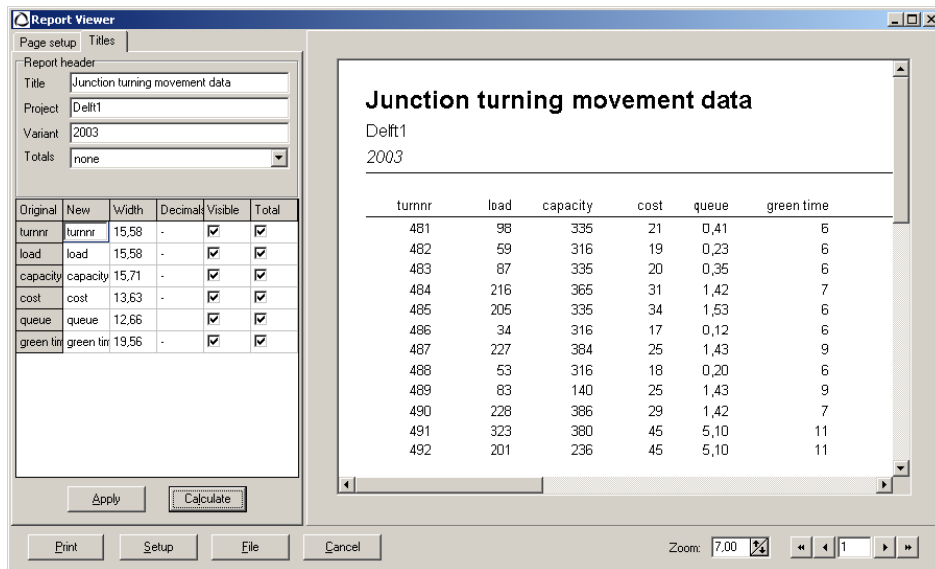 Report Viewer
Page setup Titles
Report header
Title Junction turning movement data
Project Delft1
Variant 2003
Totals none
Original New Width Decimals Visible Total
turnnr turnnr 15,58 -
load load 15,58 -
capacity capacity 15,71 -
cost cost 13,63 -
queue queue 12,66
green tim green tim 19,56 -
Apply Calculate
Junction turning movement data
Delft1
2003
turnnr load capacity cost queue green time
481 98 335 21 0,41 6
482 59 316 19 0,23 6
483 87 335 20 0,35 6
484 216 365 31 1,42 7
485 205 335 34 1,53 6
486 34 316 17 0,12 6
487 227 384 25 1,43 9
488 53 316 18 0,20 6
489 83 140 25 1,43 9
490 228 386 29 1,42 7
491 323 380 45 5,10 11
492 201 236 45 5,10 11
Print Setup File Cancel Zoom: 7,00 1